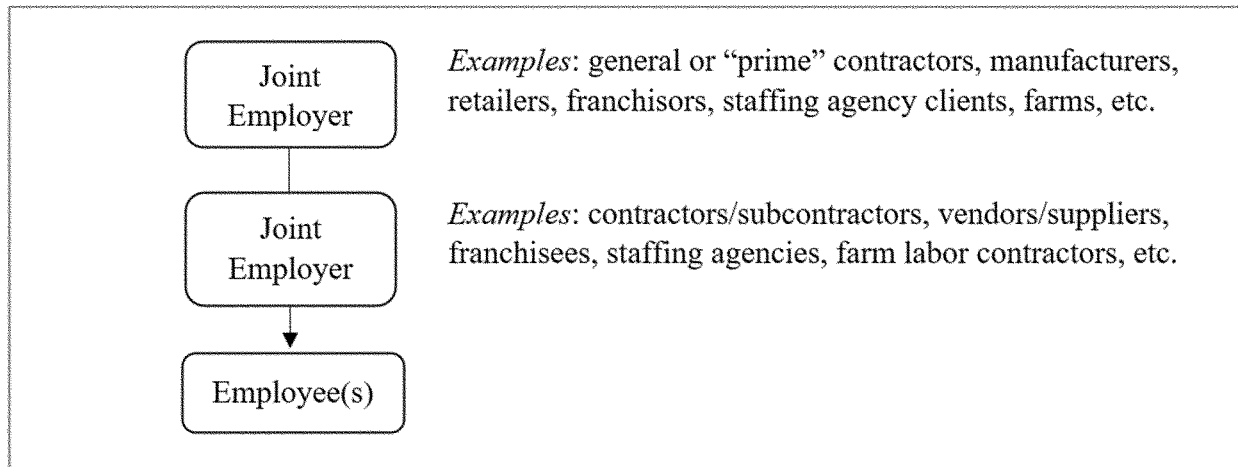 Joint
Employer
Examples: general or “prime” contractors, manufacturers,
retailers, franchisors, staffing agency clients, farms, etc.
Joint
Employer
Examples: contractors/subcontractors, vendors/suppliers,
franchisees, staffing agencies, farm labor contractors, etc.
Employee(s)